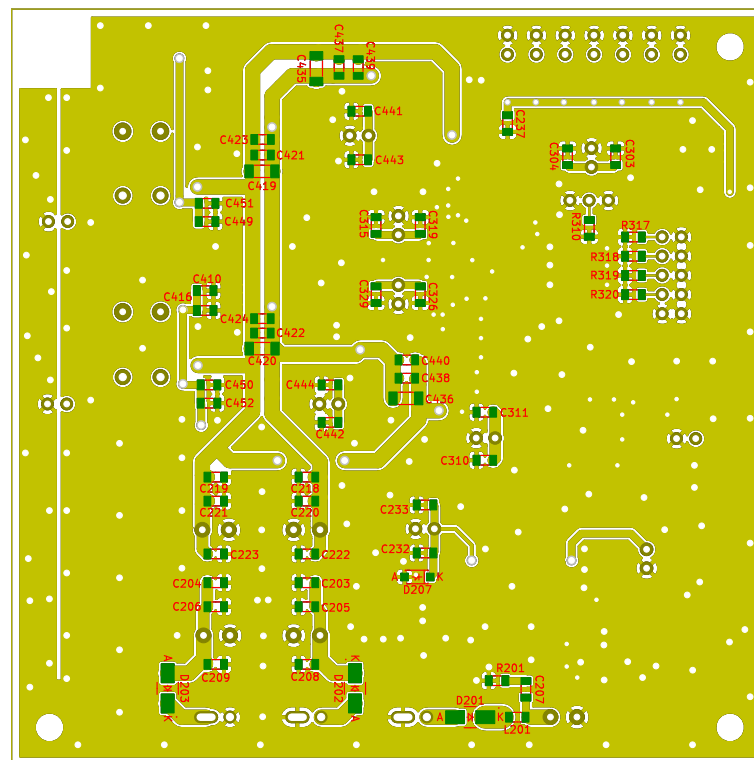 C437
C439
C435
C441
C237
C423
C421
C443
C304
C303
C419
C451
C449
C315
C319
R310
R317
R318
R319
R320
C410
C416
C329
C326
C424
C422
C420
C440
C438
C436
C450
C444
C452
C442
C311
C310
C219
C218
C221
C220
C233
C223
C222
C232
A K
D207
C204
C203
C206
C205
A
K
C209
C208
D203
D202
K
A
R201
C207
D201
A K
L201